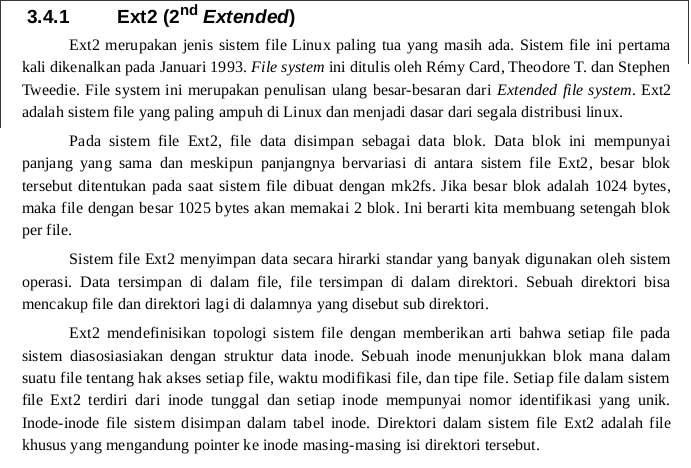 3.4.1 Ext2 (2nd Extended)
Ext2 merupakan jenis sistem file Linux paling tua yang masih ada. Sistem file ini pertama
kali dikenalkan pada Januari 1993. File system ini ditulis oleh Rémy Card, Theodore T. dan Stephen
Tweedie. File system ini merupakan penulisan ulang besar-besaran dari Extended file system. Ext2
adalah sistem file yang paling ampuh di Linux dan menjadi dasar dari segala distribusi linux.
Pada sistem file Ext2, file data disimpan sebagai data blok. Data blok ini mempunyai
panjang yang sama dan meskipun panjangnya bervariasi di antara sistem file Ext2, besar blok
tersebut ditentukan pada saat sistem file dibuat dengan mk2fs. Jika besar blok adalah 1024 bytes,
maka file dengan besar 1025 bytes akan memakai 2 blok. Ini berarti kita membuang setengah blok
per file.
Sistem file Ext2 menyimpan data secara hirarki standar yang banyak digunakan oleh sistem
operasi. Data tersimpan di dalam file, file tersimpan di dalam direktori. Sebuah direktori bisa
mencakup file dan direktori lagi di dalamnya yang disebut sub direktori.
Ext2 mendefinisikan topologi sistem file dengan memberikan arti bahwa setiap file pada
sistem diasosiasiakan dengan struktur data inode. Sebuah inode menunjukkan blok mana dalam
suatu file tentang hak akses setiap file, waktu modifikasi file, dan tipe file. Setiap file dalam sistem
file Ext2 terdiri dari inode tunggal dan setiap inode mempunyai nomor identifikasi yang unik.
Inode-inode file sistem disimpan dalam tabel inode. Direktori dalam sistem file Ext2 adalah file
khusus yang mengandung pointer ke inode masing-masing isi direktori tersebut.